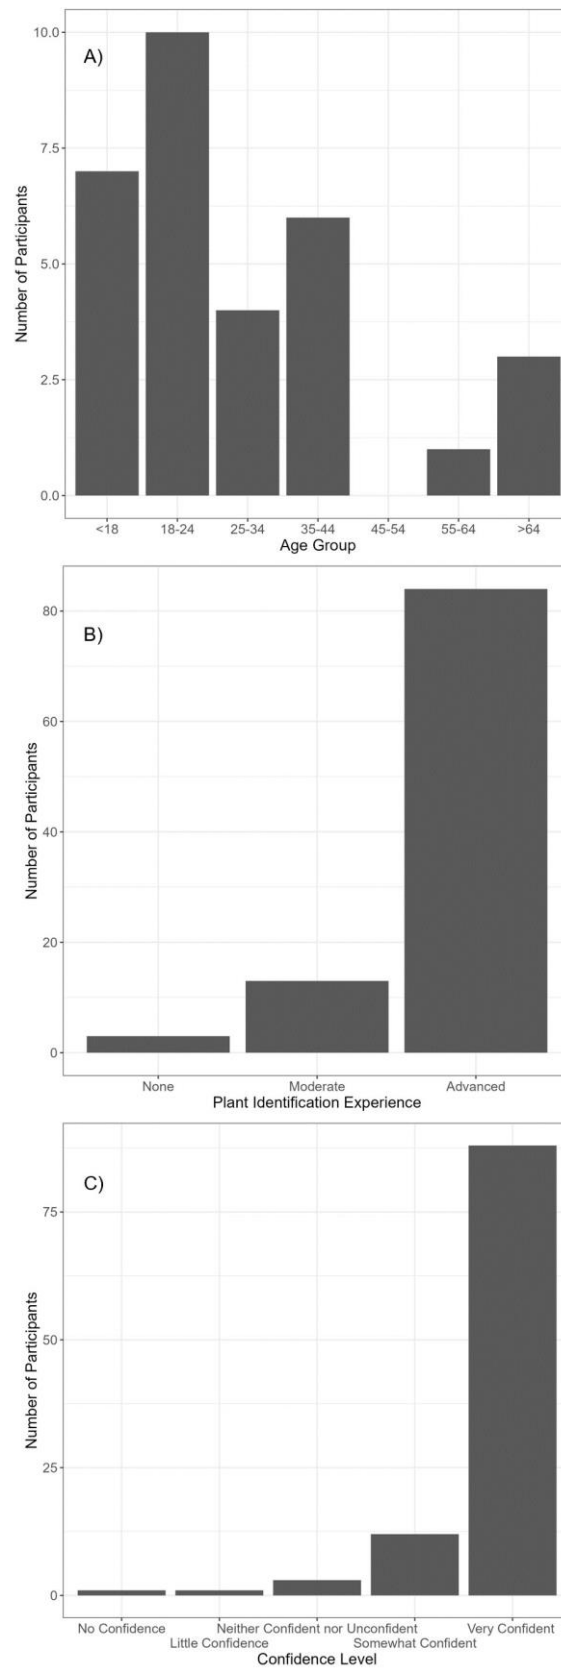 A)
Number of Participants
10.0
7.5
5.0
2.5
0.0
<18 18-24 25-34 35-44 45-54 55-64 >64
Age Group
B)
Number of Participants
80
60
40
20
0
None Moderate Advanced
Plant Identification Experience
C)
Number of Participants
75
50
25
0
No Confidence Neither Confident nor Unconfident Very Confident
Little Confidence Somewhat Confident
Confidence Level